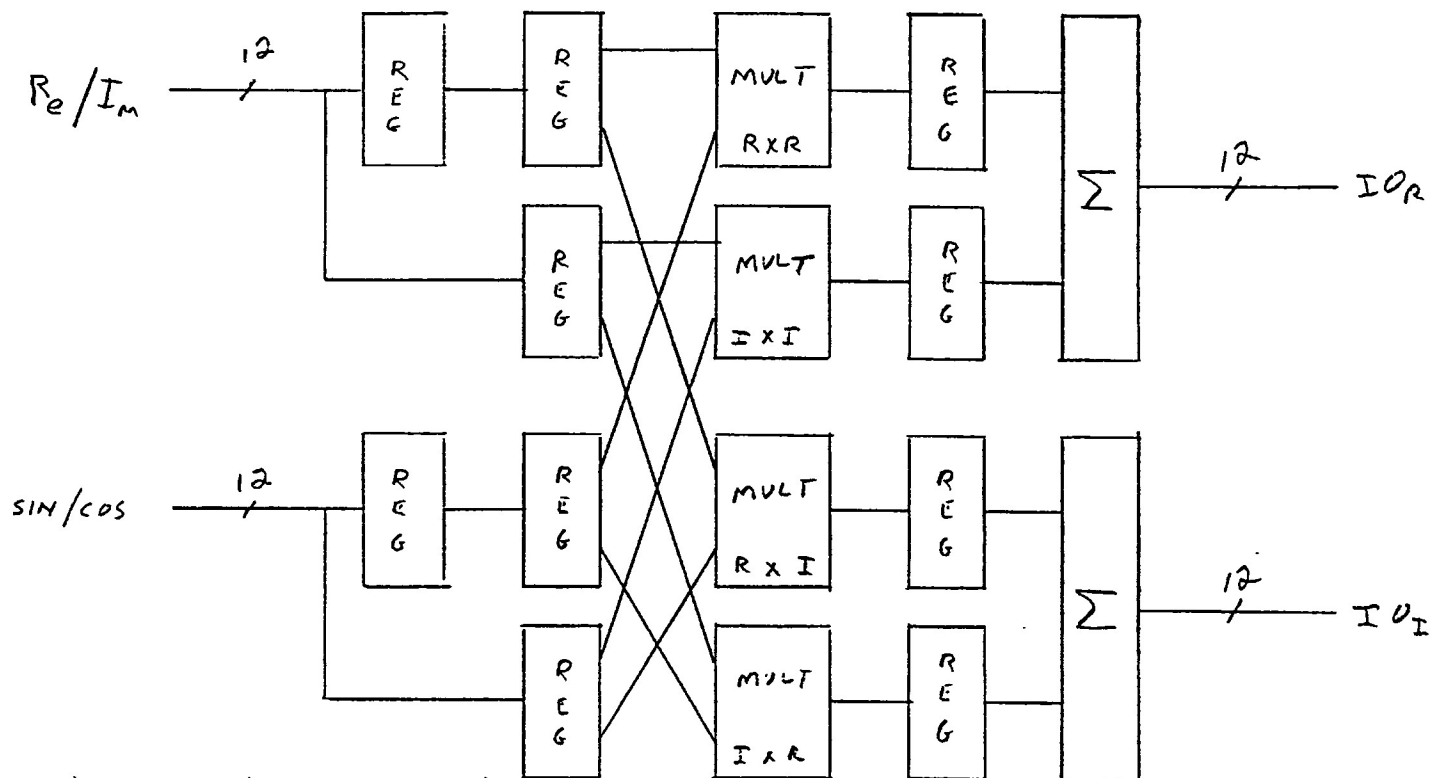 Re/Im
12
REG
REG
MULT
R X R
REG
Σ
12
IOR
REG
MULT
I X I
REG
SIN/COS
12
REG
REG
MULT
R X I
REG
Σ
12
IOI
REG
MULT
I X R
REG